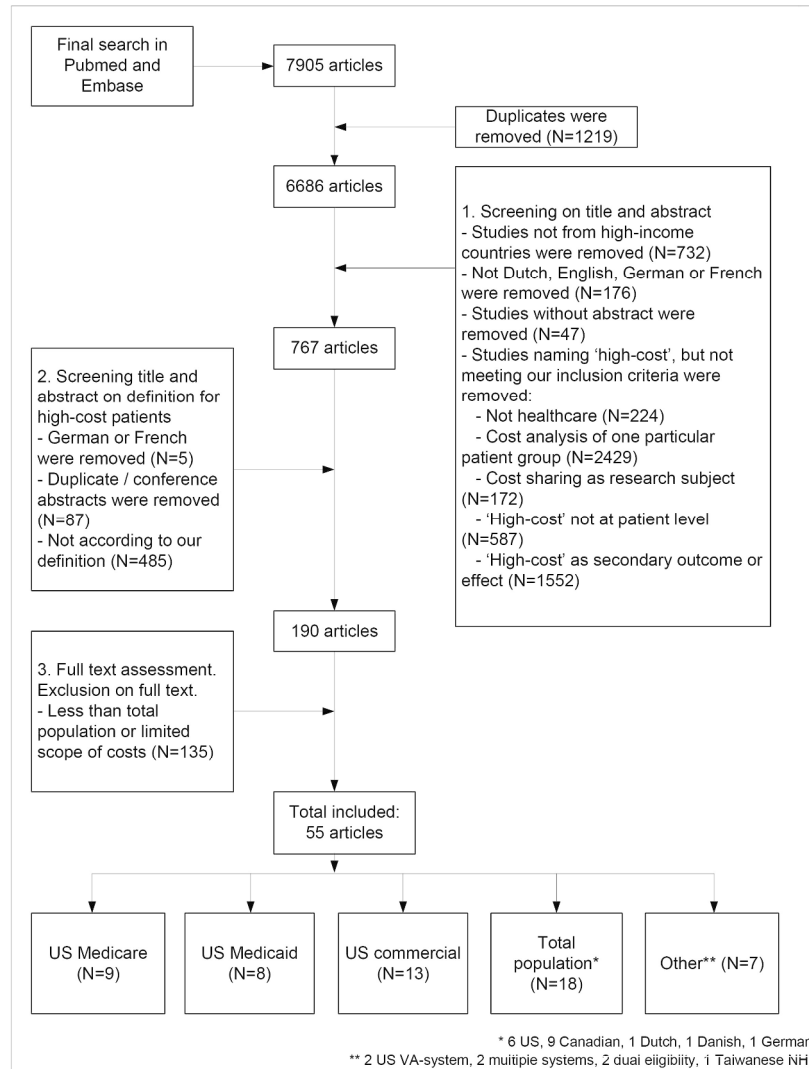 Final search in
Pubmed and
Embase
7905 articles
Duplicates were
removed (N=1219)
6686 articles
1. Screening on title and abstract
- Studies not from high-income
countries were removed (N=732)
- Not Dutch, English, German or French
were removed (N=176)
- Studies without abstract were
removed (N=47)
- Studies naming ‘high-cost’, but not
meeting our inclusion criteria were
removed:
- Not healthcare (N=224)
- Cost analysis of one particular
patient group (N=2429)
- Cost sharing as research subject
(N=172)
- ‘High-cost’ not at patient level
(N=587)
- ‘High-cost’ as secondary outcome or
effect (N=1552)
767 articles
2. Screening title and
abstract on definition for
high-cost patients
- German or French
were removed (N=5)
- Duplicate / conference
abstracts were removed
(N=87)
- Not according to our
definition (N=485)
190 articles
3. Full text assessment.
Exclusion on full text.
- Less than total
population or limited
scope of costs (N=135)
Total included:
55 articles
US Medicare
(N=9)
US Medicaid
(N=8)
US commercial
(N=13)
Total
population*
(N=18)
Other** (N=7)
* 6 US, 9 Canadian, 1 Dutch, 1 Danish, 1 German
** 2 US VA-system, 2 multiple systems, 2 dual eligibility, 1 Taiwanese NH